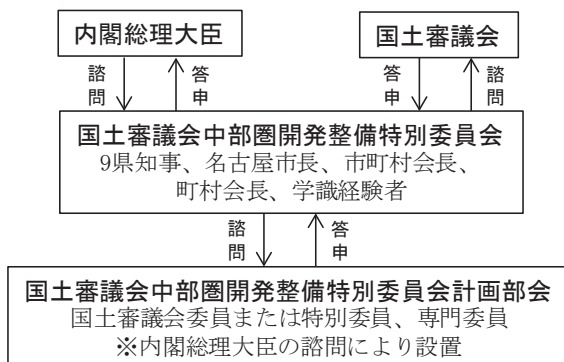 内閣総理大臣
国土審議会
諮問
答申
答申
諮問
国土審議会中部圏開発整備特別委員会
9県知事、名古屋市長、市町村会長、
町村会長、学識経験者
諮問
答申
国土審議会中部圏開発整備特別委員会計画部会
国土審議会委員または特別委員、専門委員
※内閣総理大臣の諮問により設置